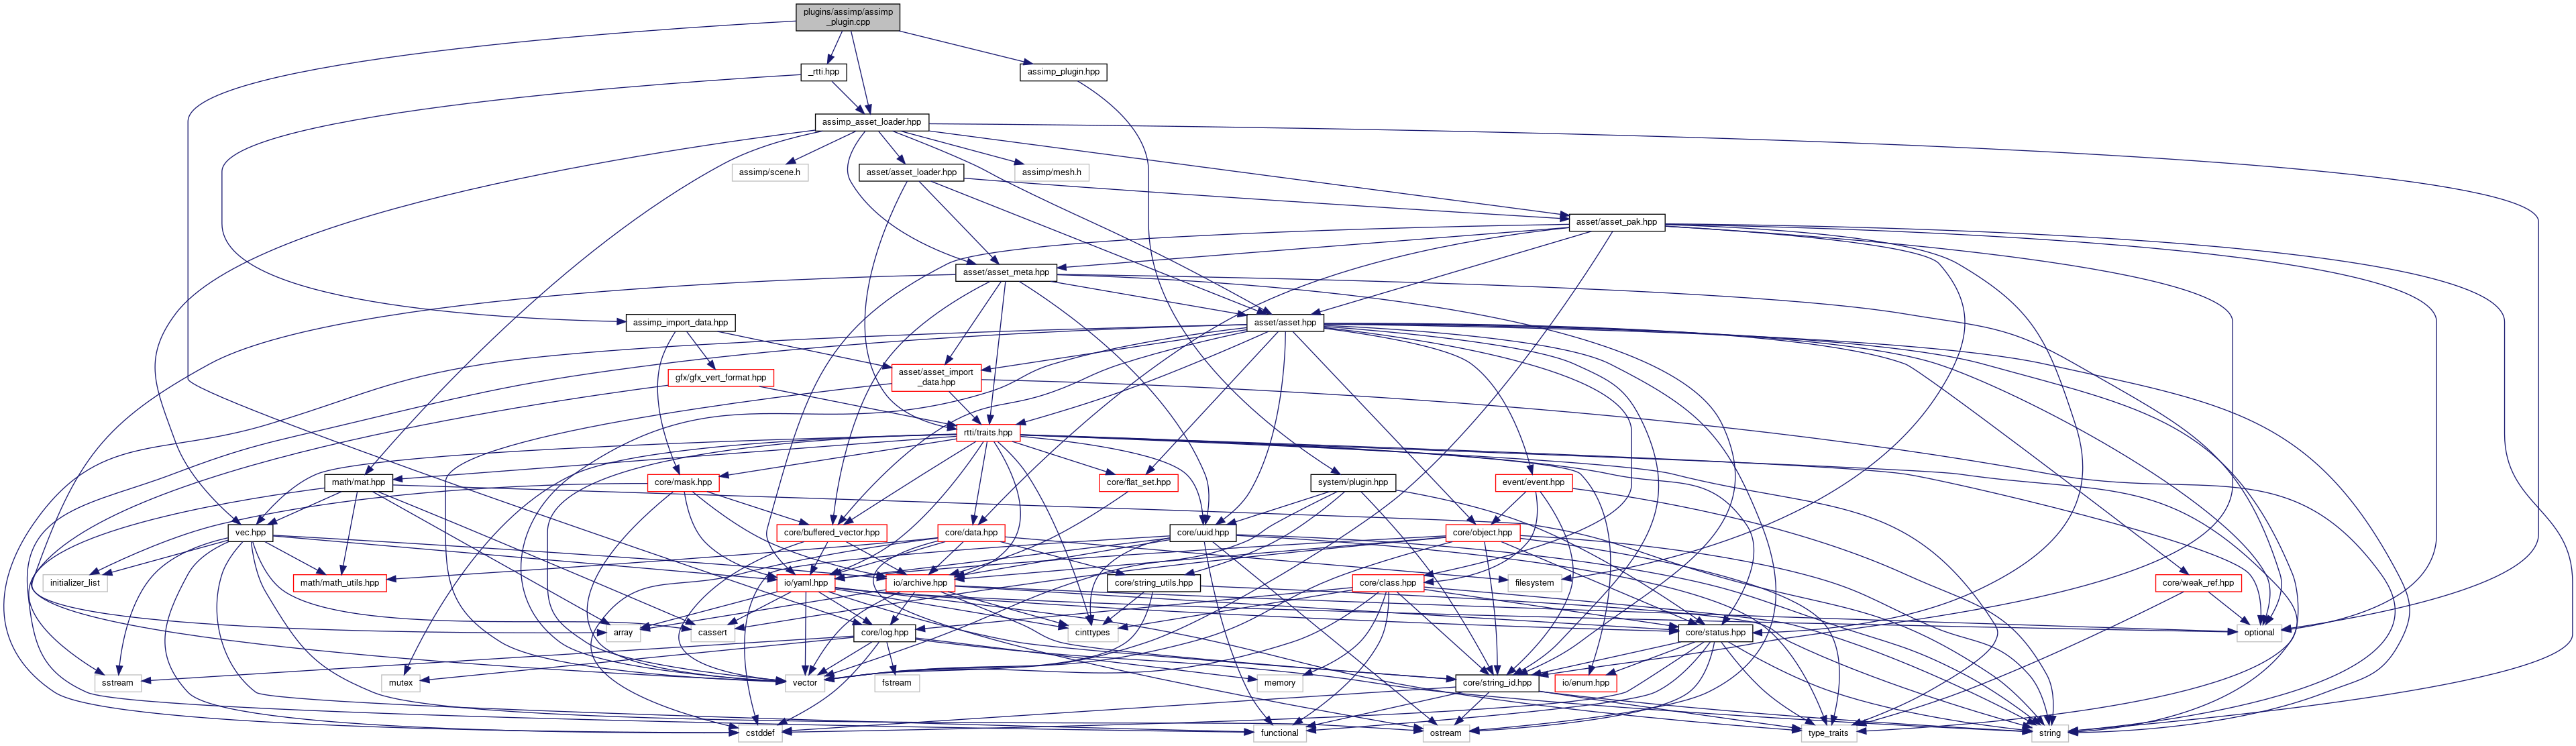 plugins/assimp/assimp
_plugin.cpp
_rtti.hpp
assimp_plugin.hpp
assimp_asset_loader.hpp
assimp/scene.h
asset/asset_loader.hpp
assimp/mesh.h
asset/asset_pak.hpp
asset/asset_meta.hpp
assimp_import_data.hpp
asset/asset.hpp
gfx/gfx_vert_format.hpp
asset/asset_import
_data.hpp
rtti/traits.hpp
math/mat.hpp
core/mask.hpp
core/flat_set.hpp
system/plugin.hpp
event/event.hpp
vec.hpp
core/buffered_vector.hpp
core/data.hpp
core/uuid.hpp
core/object.hpp
initializer_list
math/math_utils.hpp
io/yaml.hpp
io/archive.hpp
core/string_utils.hpp
core/class.hpp
filesystem
core/weak_ref.hpp
array
cassert
core/log.hpp
cinttypes
core/status.hpp
optional
sstream
mutex
vector
fstream
memory
core/string_id.hpp
io/enum.hpp
cstddef
functional
ostream
type_traits
string